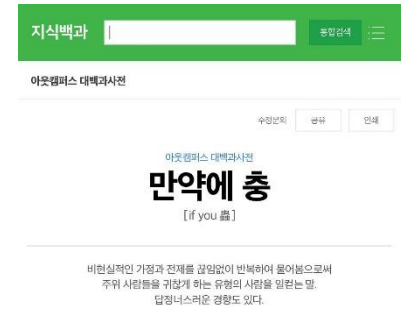 지식백과
통합검색
아웃캠퍼스 대백과사전
수정문의 공유 인쇄
아웃캠퍼스 대백과사전
만약에 충
[if you 蟲]
비현실적인 가정과 전제를 끊임없이 반복하여 물어봄으로써
주위 사람들을 귀찮게 하는 유형의 사람을 일컫는 말.
답정너스러운 경향도 있다.